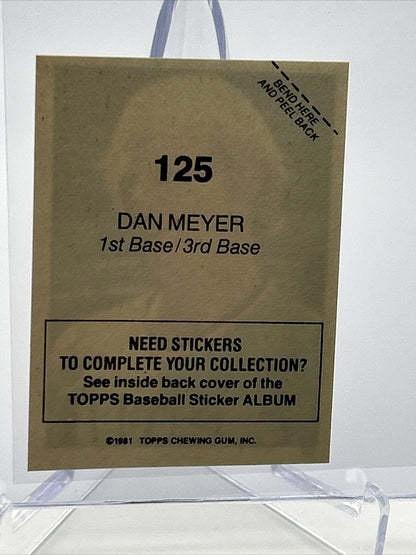 BEND HERE
AND PEEL BACK
125
DAN MEYER
1st Base/3rd Base
NEED STICKERS
TO COMPLETE YOUR COLLECTION?
See inside back cover of the
TOPPS Baseball Sticker ALBUM
©1981 TOPPS CHEWING GUM, INC.